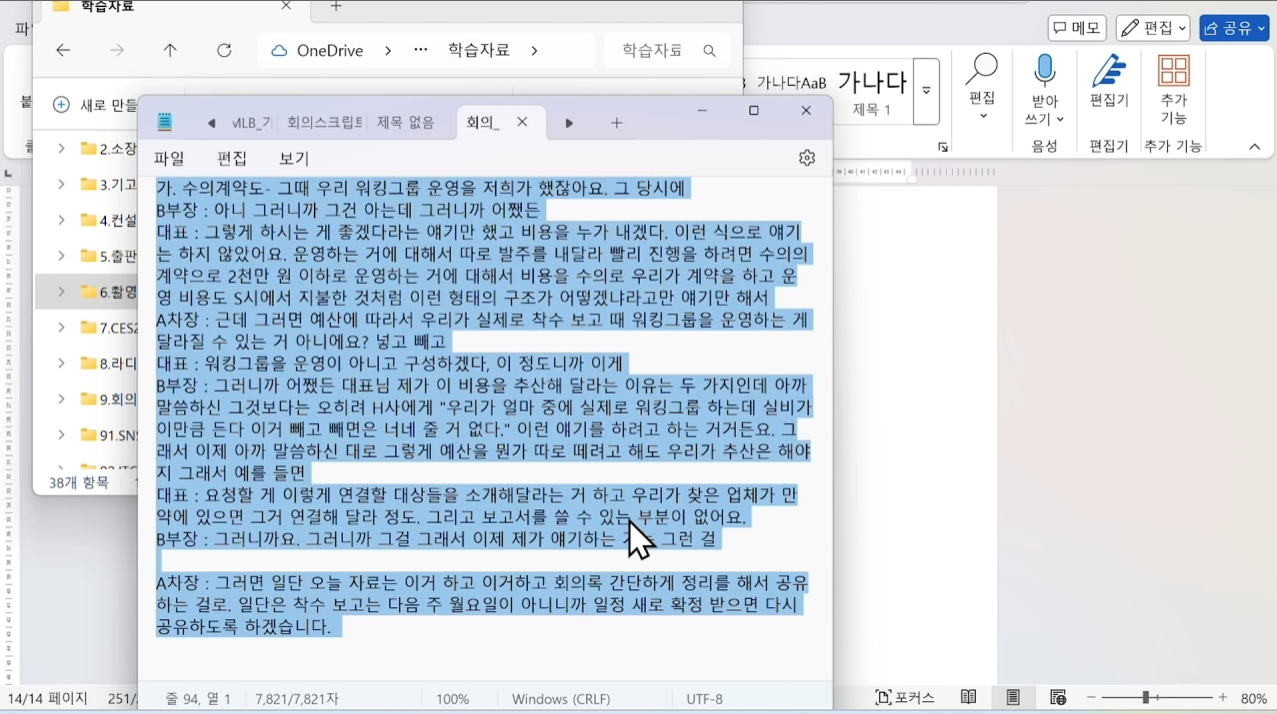 학습자료
파
메모
편집
공유
OneDrive
학습자료
학습자료
가나다AaB
가나다
제목 1
편집
받아
쓰기
편집기
추가
기능
음성
편집기
추가 기능
새로 만들
2.소장
3.기고
4.컨설
5.출판
6.촬영
7.CES2
8.라디
9.회의
91.SNS
38개 항목
회의스크립트
제목 없음
회의_
파일
편집
보기
가. 수의계약도- 그때 우리 워킹그룹 운영을 저희가 했잖아요. 그 당시에
B부장 : 아니 그러니까 그건 아는데 그러니까 어쨌든
대표 : 그렇게 하시는 게 좋겠다라는 얘기만 했고 비용을 누가 내겠다. 이런 식으로 얘기
는 하지 않았어요. 운영하는 거에 대해서 따로 발주를 내달라 빨리 진행을 하려면 수의의
계약으로 2천만 원 이하로 운영하는 거에 대해서 비용을 수의로 우리가 계약을 하고 운
영 비용도 S시에서 지불한 것처럼 이런 형태의 구조가 어떻겠냐라고만 얘기만 해서
A차장 : 근데 그러면 예산에 따라서 우리가 실제로 착수 보고 때 워킹그룹을 운영하는 게
달라질 수 있는 거 아니에요? 넣고 빼고
대표 : 워킹그룹을 운영이 아니고 구성하겠다, 이 정도니까 이게
B부장 : 그러니까 어쨌든 대표님 제가 이 비용을 추산해 달라는 이유는 두 가지인데 아까
말씀하신 그것보다는 오히려 H사에게 "우리가 얼마 중에 실제로 워킹그룹 하는데 실비가
이만큼 든다 이거 빼고 빼면은 너네 줄 거 없다." 이런 얘기를 하려고 하는 거거든요. 그
래서 이제 아까 말씀하신 대로 그렇게 예산을 뭔가 따로 떼려고 해도 우리가 추산은 해야
지 그래서 예를 들면
대표 : 요청할 게 이렇게 연결할 대상들을 소개해달라는 거 하고 우리가 찾은 업체가 만
약에 있으면 그거 연결해 달라 정도. 그리고 보고서를 쓸 수 있는 부분이 없어요.
B부장 : 그러니까요. 그러니까 그걸 그래서 이제 제가 얘기하는 그런 걸
A차장 : 그러면 일단 오늘 자료는 이거 하고 이거하고 회의록 간단하게 정리를 해서 공유
하는 걸로. 일단은 착수 보고는 다음 주 월요일이 아니니까 일정 새로 확정 받으면 다시
공유하도록 하겠습니다.
줄 94, 열 1
7,821/7,821자
100%
Windows (CRLF)
UTF-8
14/14 페이지
251/
포커스
80%